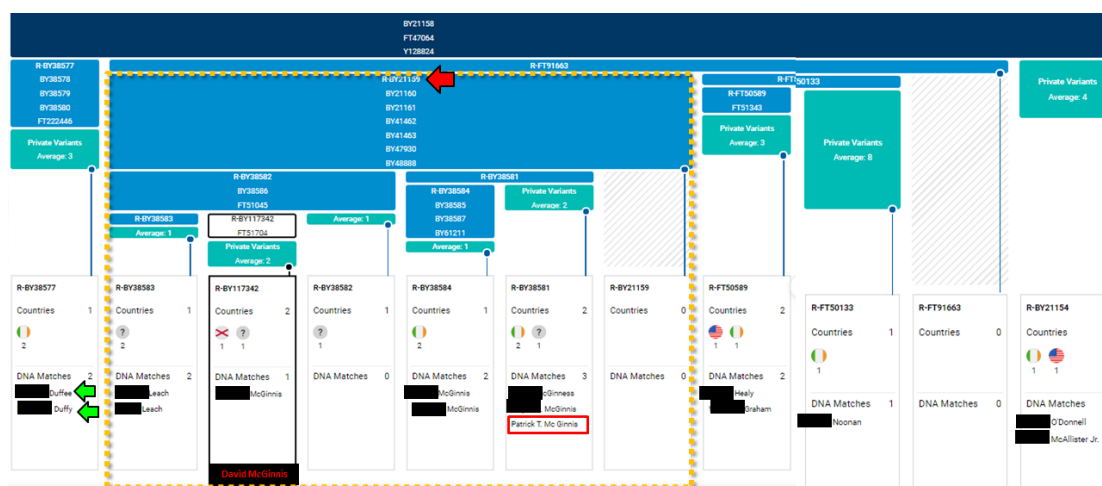 BY21158
FT47064
Y128824
R-BY38577
BY38578
BY38579
BY38580
FT222446
Private Variants
Average: 3
R-FT91663
R-BY21159
BY21160
BY21161
BY41462
BY41463
BY47930
BY48888
R-BY38582
BY38586
FT51045
R-BY38583
Average: 1
R-BY117342
FT51704
Private Variants
Average: 2
Average: 1
R-BY38581
R-BY38584
BY38585
BY38587
BY61211
Average: 1
Private Variants
Average: 2
50133
R-FT50589
FT51343
Private Variants
Average: 3
Private Variants
Average: 8
Private Variants
Average: 4
R-BY38577
Countries 1
2
DNA Matches 2
Duffee
Duffy
R-BY38583
Countries 1
?
2
DNA Matches 2
Leach
Leach
R-BY117342
Countries 2
?
1 1
DNA Matches 1
McGinnis
David McGinnis
R-BY38582
Countries 1
?
1
DNA Matches 0
R-BY38584
Countries 1
2
DNA Matches 2
McGinnis
McGinnis
R-BY38581
Countries 2
?
2 1
DNA Matches 3
cGinness
McGinnis
Patrick T. Mc Ginnis
R-BY21159
Countries 0
DNA Matches 0
R-FT50589
Countries 2
1 1
DNA Matches 2
Healy
Graham
R-FT50133
Countries 1
1
DNA Matches 1
Noonan
R-FT91663
Countries 0
DNA Matches 0
R-BY21154
Countries
1 1
DNA Matches
O'Donnell
McAllister Jr.